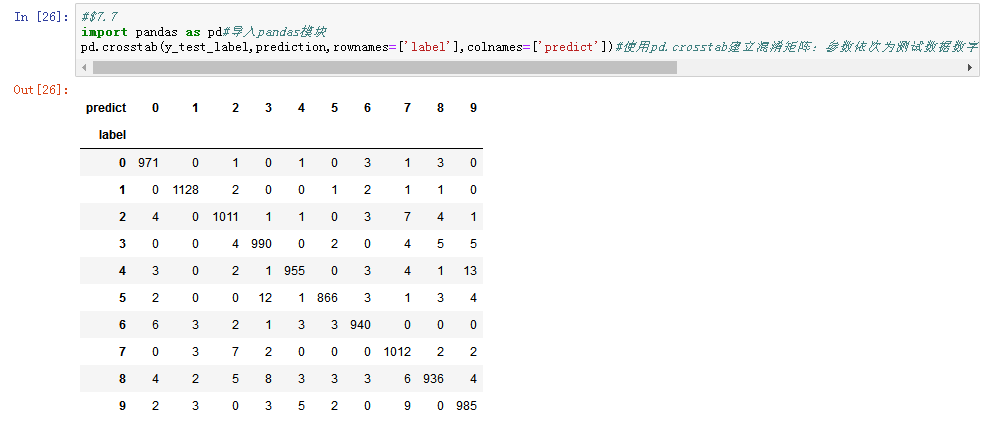 In [26]: #$7.7
import pandas as pd#导入pandas模块
pd.crosstab(y_test_label,prediction,rownames=['label'],colnames=['predict'])#使用pd.crosstab建立混淆矩阵：参数依次为测试数据数字
Out[26]:
predict 0 1 2 3 4 5 6 7 8 9
label
0 971 0 1 0 1 0 3 1 3 0
1 0 1128 2 0 0 1 2 1 1 0
2 4 0 1011 1 1 0 3 7 4 1
3 0 0 4 990 0 2 0 4 5 5
4 3 0 2 1 955 0 3 4 1 13
5 2 0 0 12 1 866 3 1 3 4
6 6 3 2 1 3 3 940 0 0 0
7 0 3 7 2 0 0 0 1012 2 2
8 4 2 5 8 3 3 3 6 936 4
9 2 3 0 3 5 2 0 9 0 985